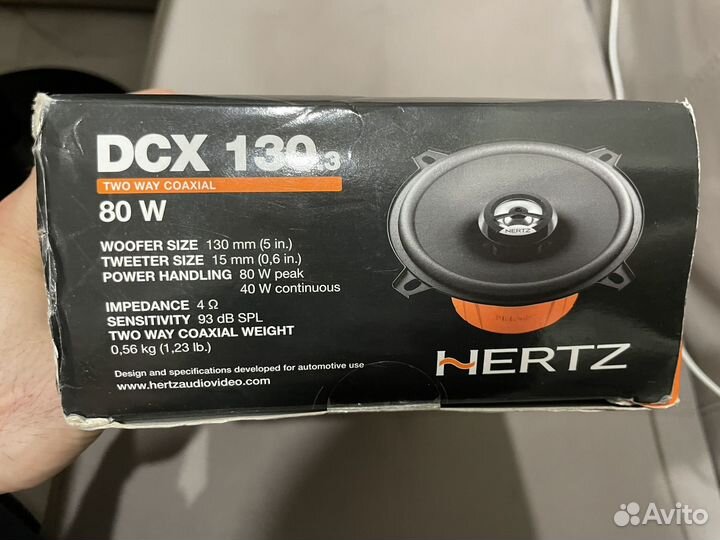 DCX 130.3
TWO WAY COAXIAL
80 W
WOOFER SIZE 130 mm (5 in.)
TWEETER SIZE 15 mm (0,6 in.)
POWER HANDLING 80 W peak
40 W continuous
IMPEDANCE 4 Ω
SENSITIVITY 93 dB SPL
TWO WAY COAXIAL WEIGHT
0,56 kg (1,23 lb.)
Design and specifications developed for automotive use
www.hertzaudiovideo.com
HERTZ
HERTZ
Avito